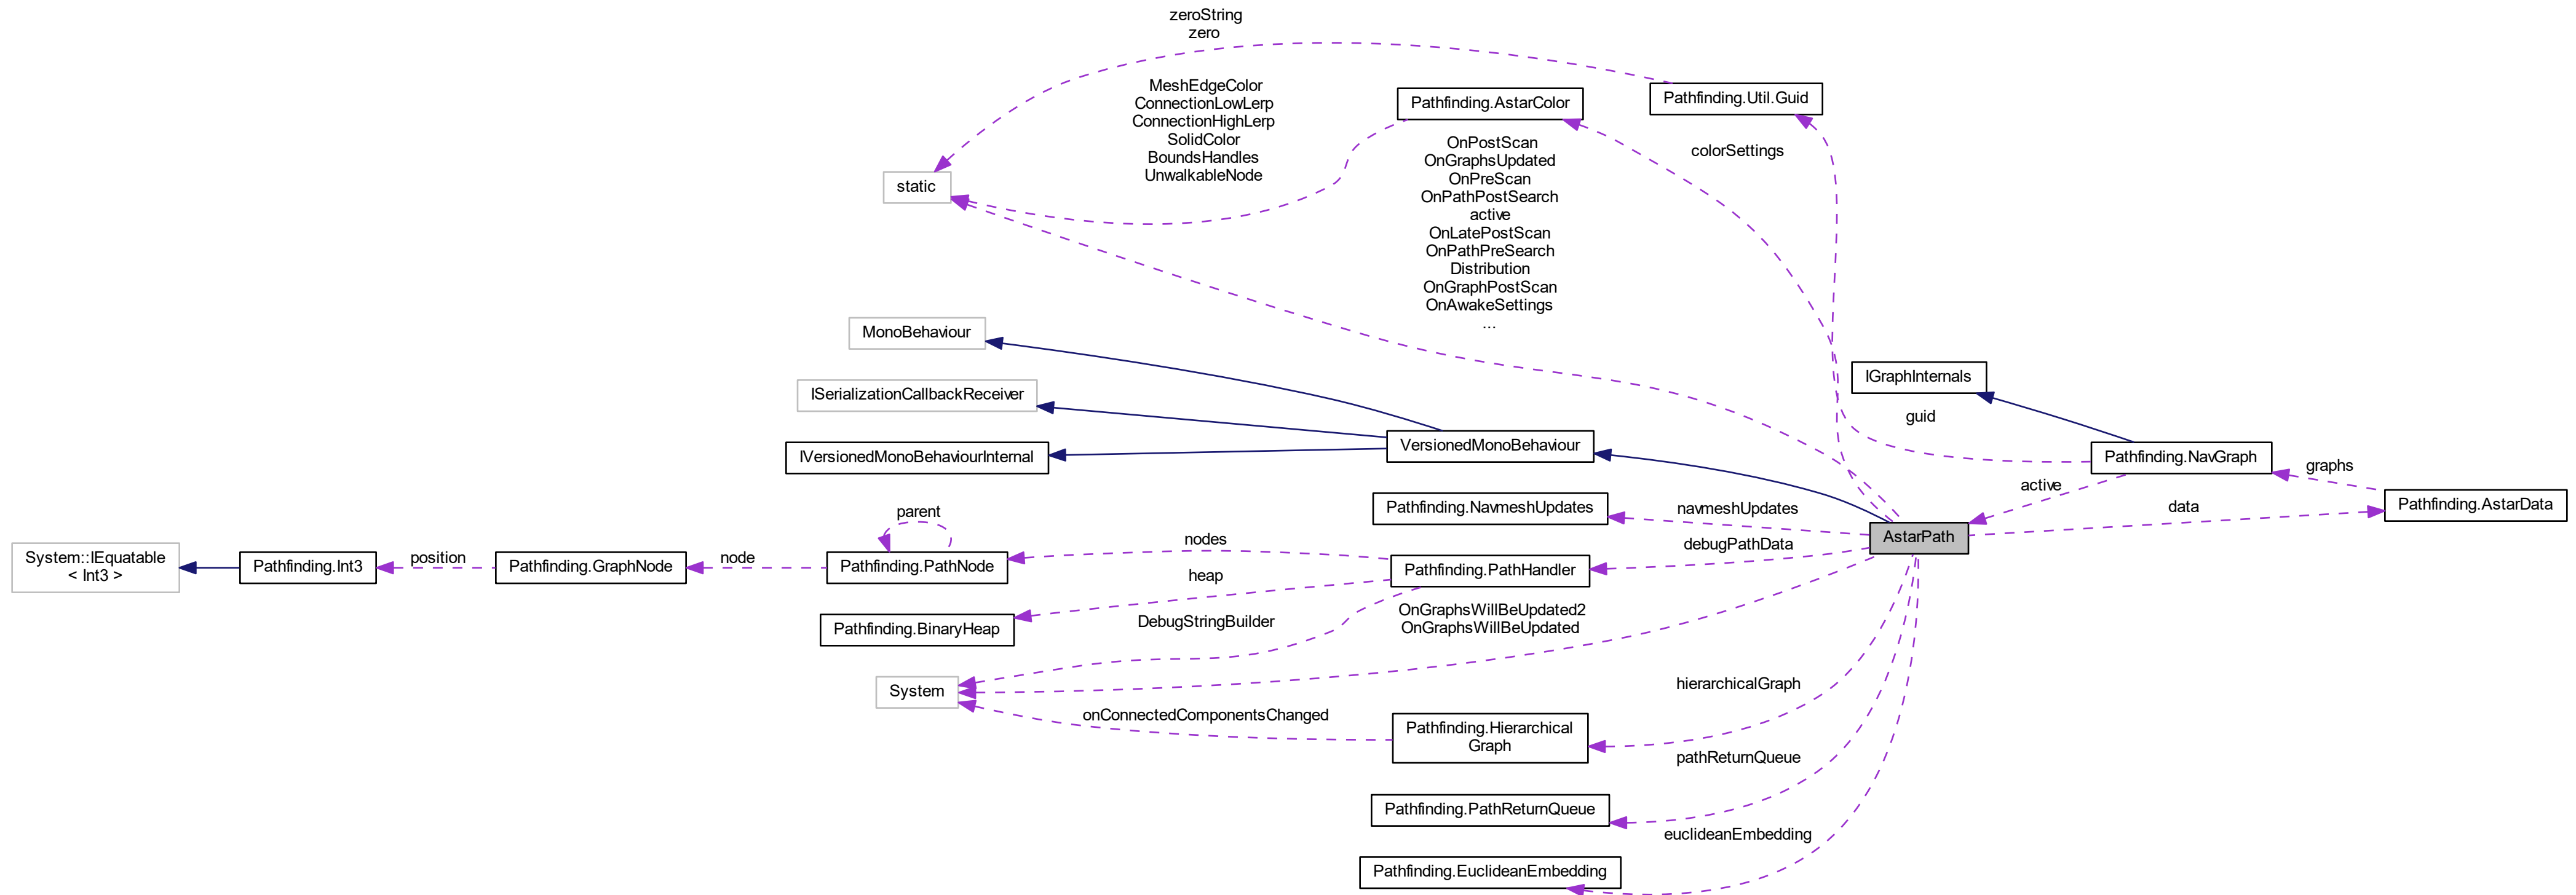 zeroString
zero
MeshEdgeColor
ConnectionLowLerp
ConnectionHighLerp
SolidColor
BoundsHandles
UnwalkableNode
Pathfinding.AstarColor
Pathfinding.Util.Guid
static
OnPostScan
OnGraphsUpdated
OnPreScan
OnPathPostSearch
active
OnLatePostScan
OnPathPreSearch
Distribution
OnGraphPostScan
OnAwakeSettings
...
colorSettings
MonoBehaviour
ISerializationCallbackReceiver
IVersionedMonoBehaviourInternal
VersionedMonoBehaviour
IGraphInternals
guid
Pathfinding.NavGraph
graphs
active
Pathfinding.AstarData
data
Pathfinding.NavmeshUpdates
navmeshUpdates
AstarPath
parent
System::IEquatable
< Int3 >
Pathfinding.Int3
position
Pathfinding.GraphNode
node
Pathfinding.PathNode
nodes
Pathfinding.PathHandler
debugPathData
heap
Pathfinding.BinaryHeap
DebugStringBuilder
OnGraphsWillBeUpdated2
OnGraphsWillBeUpdated
System
hierarchicalGraph
onConnectedComponentsChanged
Pathfinding.Hierarchical
Graph
pathReturnQueue
Pathfinding.PathReturnQueue
euclideanEmbedding
Pathfinding.EuclideanEmbedding